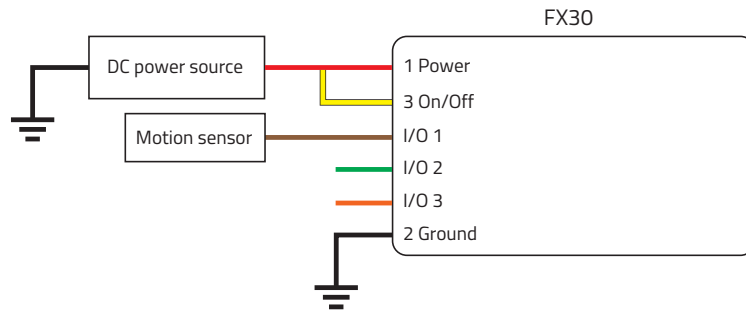 FX30
DC power source
1 Power
3 On/Off
Motion sensor
I/O 1
I/O 2
I/O 3
2 Ground